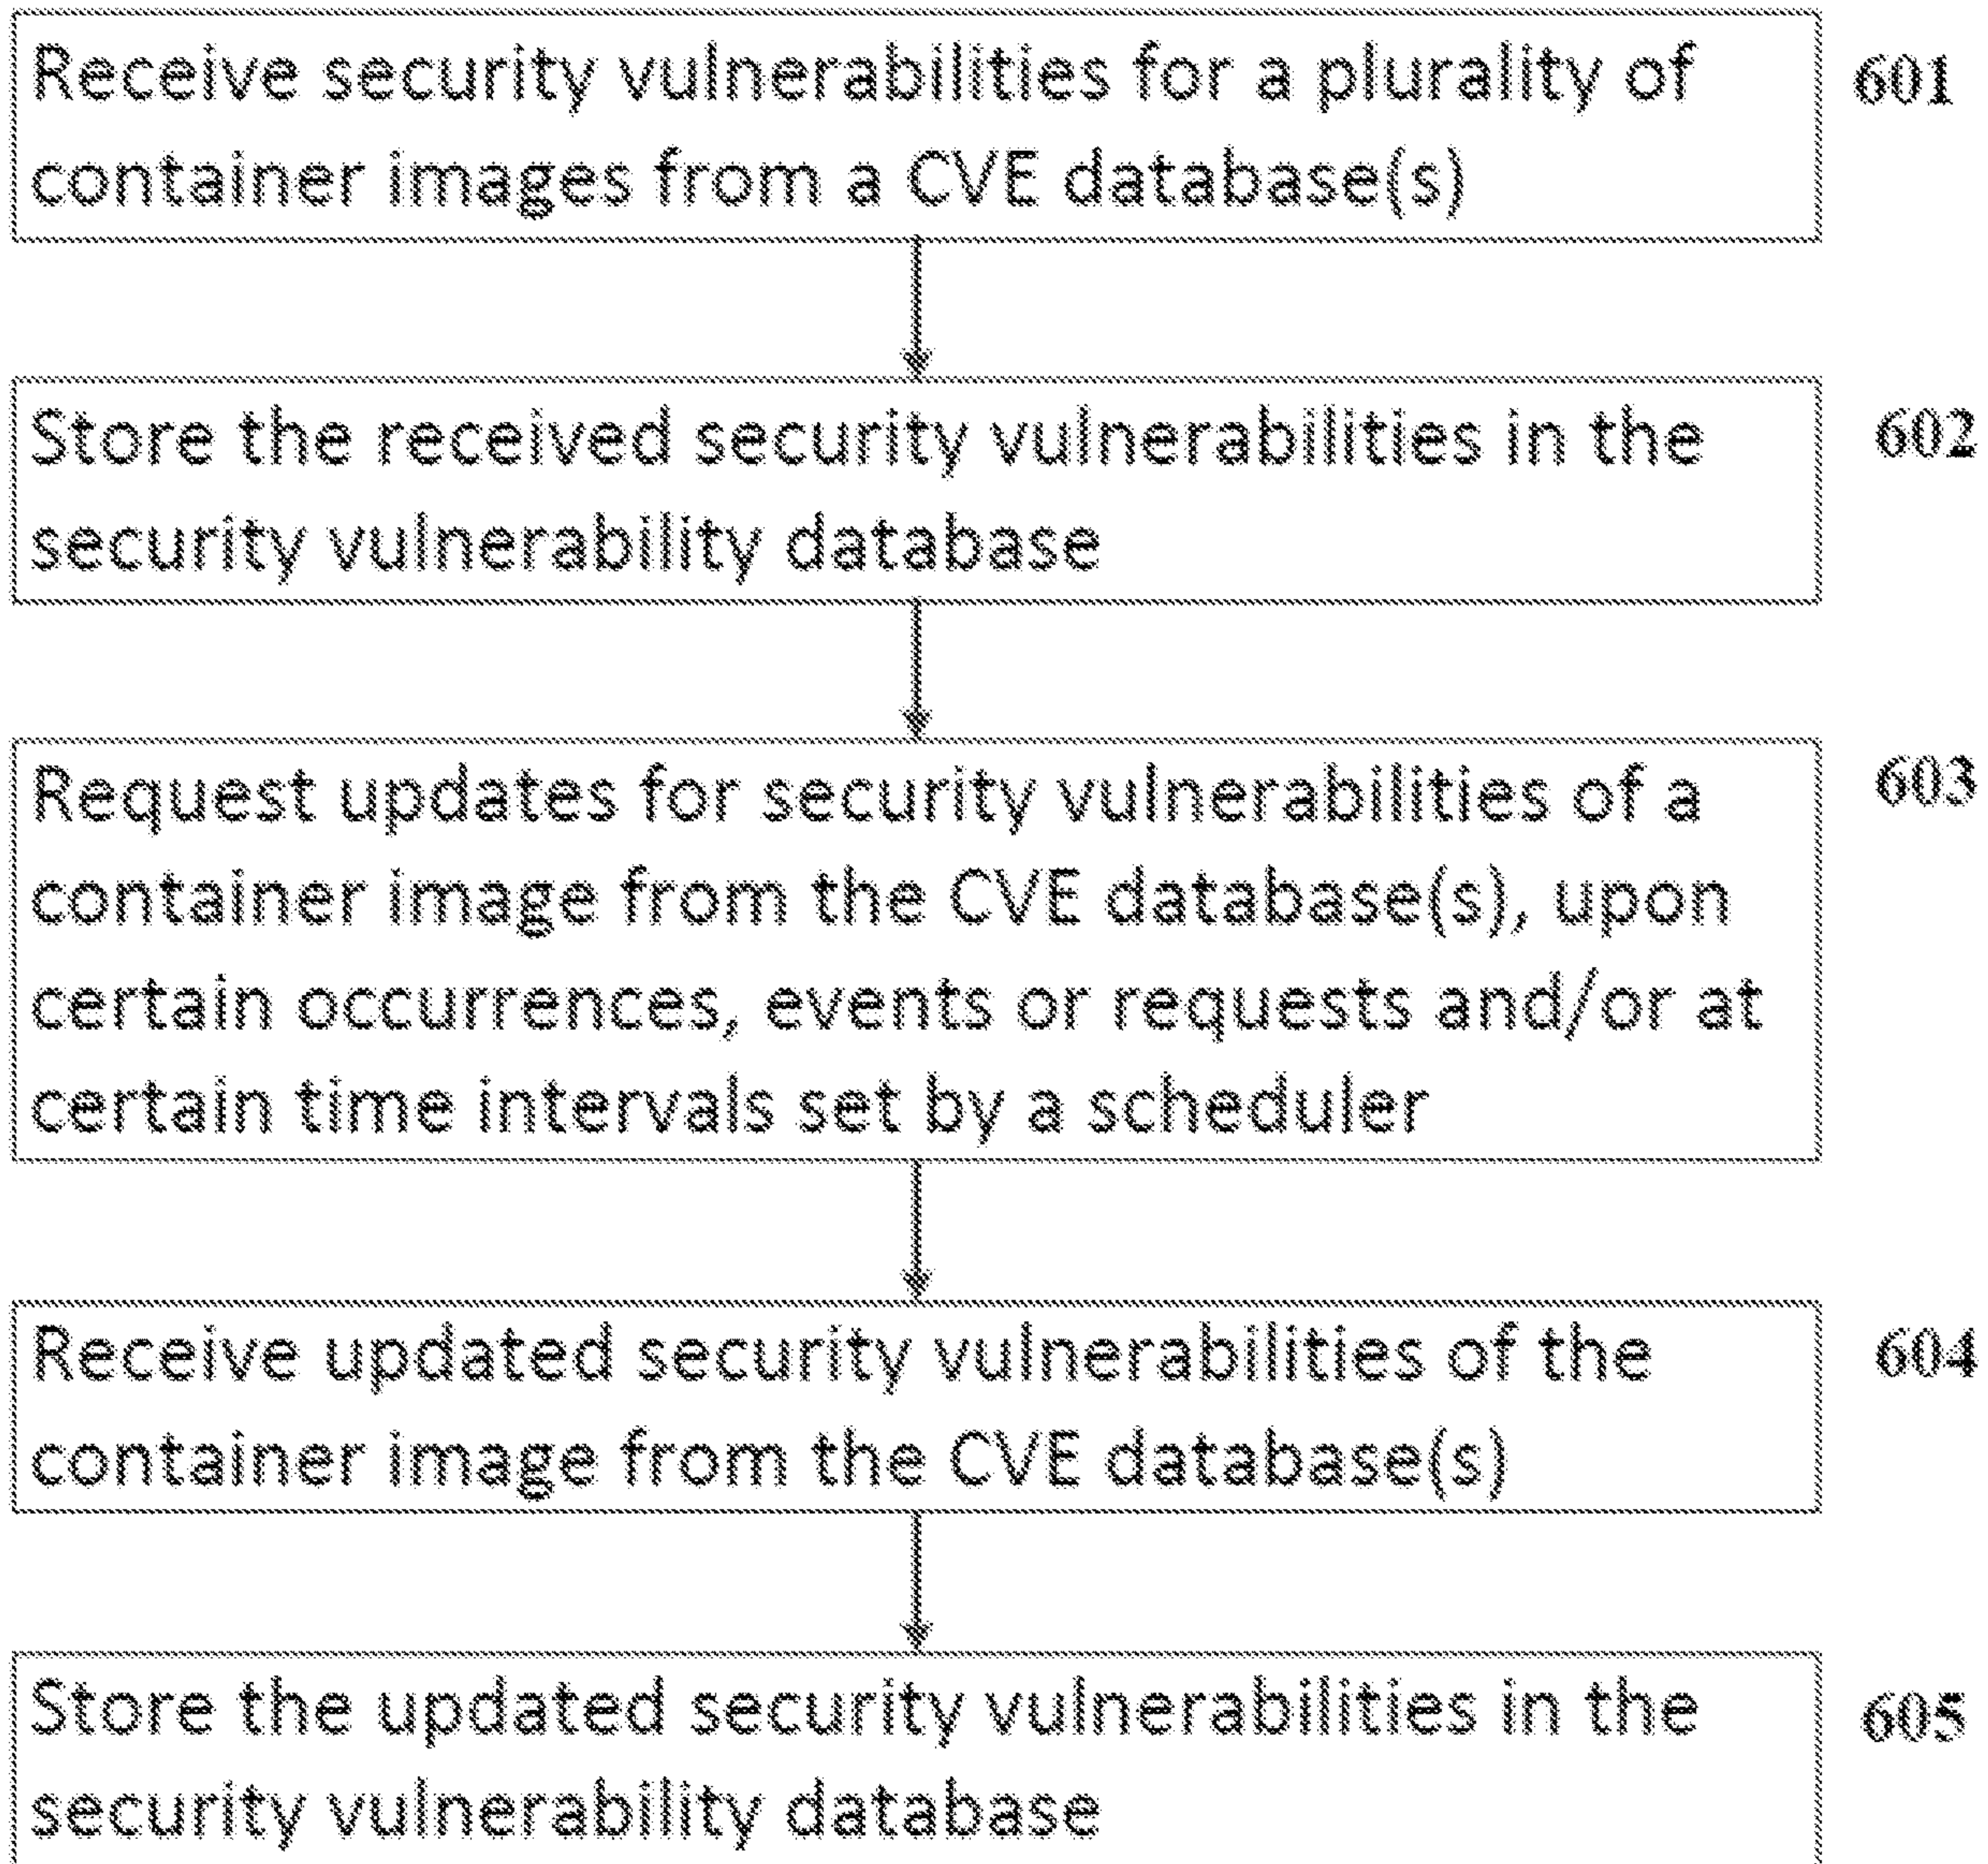 Receive security vulnerabilities for a plurality of 601
container images from a CVE database(s)
Store the received security vulnerabilities in the 602
security vulnerability database
Request updates for security vulnerabilities of a 603
container image from the CVE database(s), upon
certain occurrences, events or requests and/or at
certain time intervals set by a scheduler
Receive updated security vulnerabilities of the 604
container image from the CVE database(s)
Store the updated security vulnerabilities in the 605
security vulnerability database